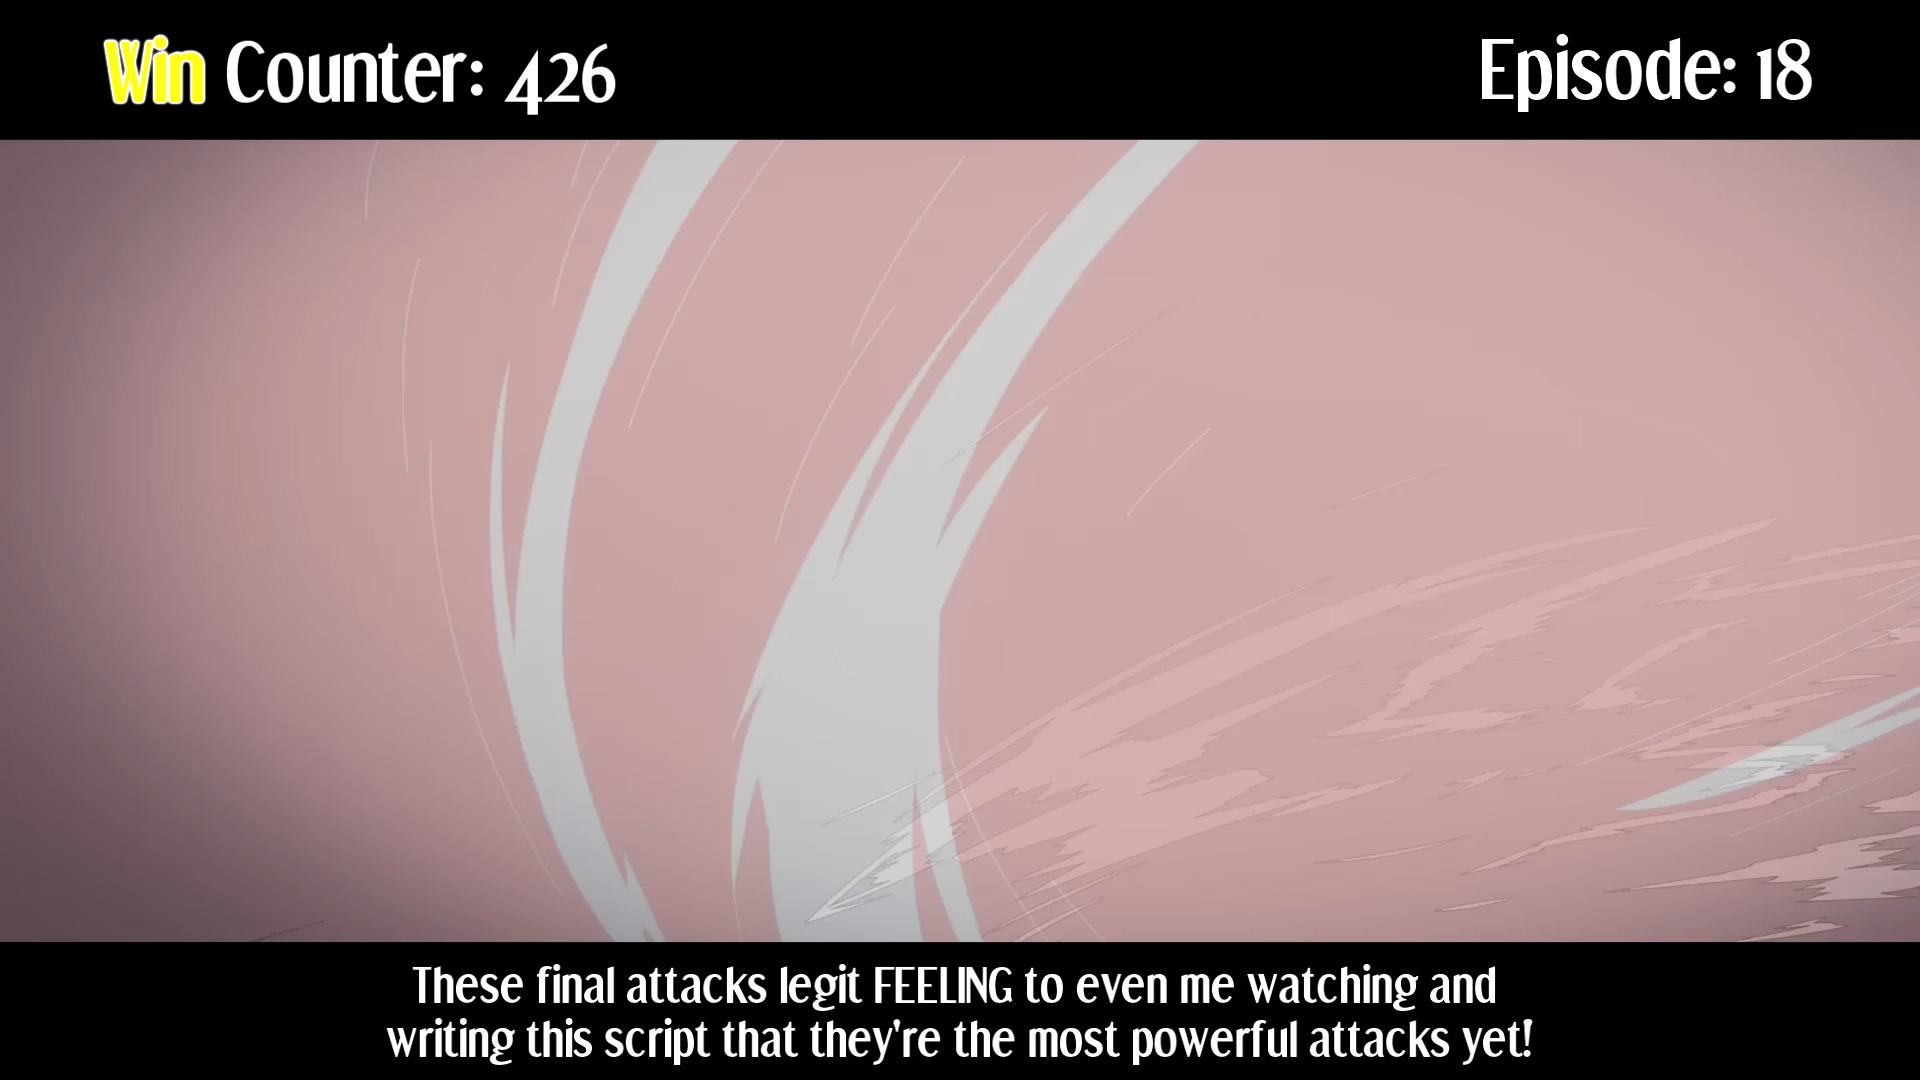 Win Counter: 426
Episode: 18
These final attacks legit FEELING to even me watching and
writing this script that they're the most powerful attacks yet!